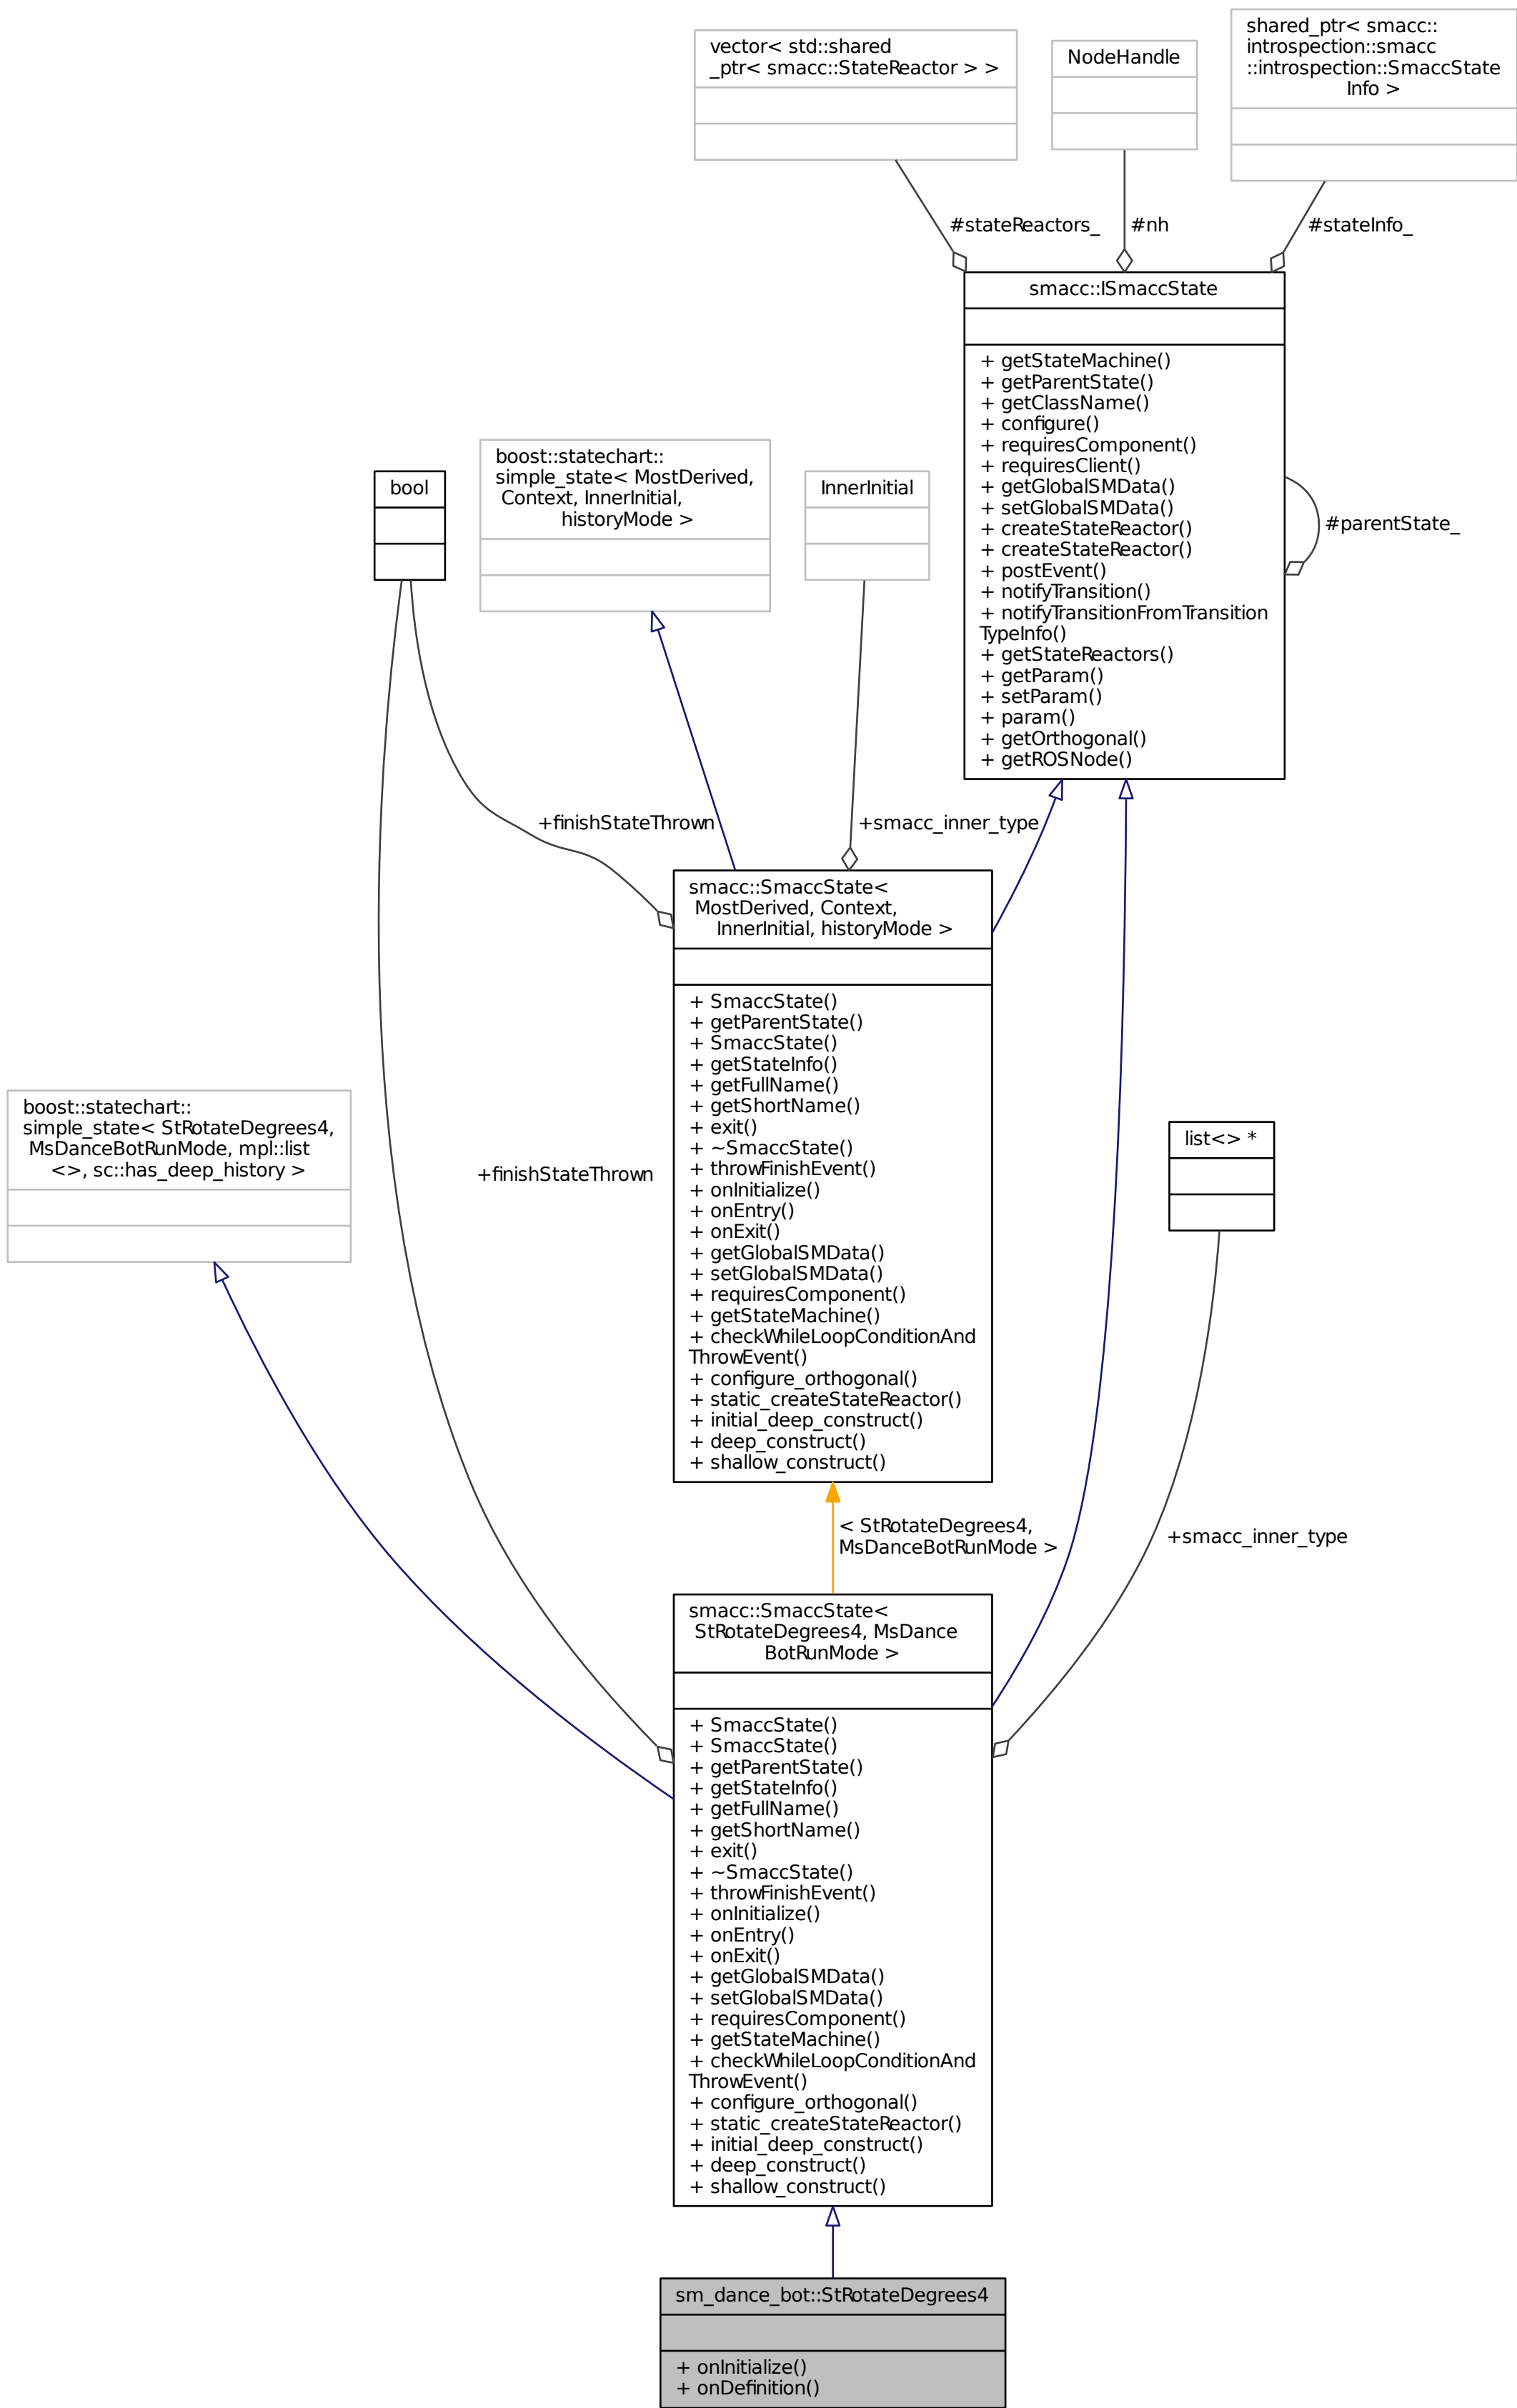 vector< std::shared
_ptr< smacc::StateReactor > >
NodeHandle
shared_ptr< smacc::
introspection::smacc
::introspection::SmaccState
Info >
#stateReactors_
#nh
#stateInfo_
smacc::ISmaccState
+ getStateMachine()
+ getParentState()
+ getClassName()
+ configure()
+ requiresComponent()
+ requiresClient()
+ getGlobalSMData()
+ setGlobalSMData()
+ createStateReactor()
+ createStateReactor()
+ postEvent()
+ notifyTransition()
+ notifyTransitionFromTransition
TypeInfo()
+ getStateReactors()
+ getParam()
+ setParam()
+ param()
+ getOrthogonal()
+ getROSNode()
#parentState_
bool
boost::statechart::
simple_state< MostDerived,
Context, InnerInitial,
historyMode >
InnerInitial
+finishStateThrown
+smacc_inner_type
smacc::SmaccState<
MostDerived, Context,
InnerInitial, historyMode >
+ SmaccState()
+ getParentState()
+ SmaccState()
+ getStateInfo()
+ getFullName()
+ getShortName()
+ exit()
+ ~SmaccState()
+ throwFinishEvent()
+ onInitialize()
+ onEntry()
+ onExit()
+ getGlobalSMData()
+ setGlobalSMData()
+ requiresComponent()
+ getStateMachine()
+ checkWhileLoopConditionAnd
ThrowEvent()
+ configure_orthogonal()
+ static_createStateReactor()
+ initial_deep_construct()
+ deep_construct()
+ shallow_construct()
boost::statechart::
simple_state< StRotateDegrees4,
MsDanceBotRunMode, mpl::list
<>, sc::has_deep_history >
+finishStateThrown
list<> *
< StRotateDegrees4,
MsDanceBotRunMode >
+smacc_inner_type
smacc::SmaccState<
StRotateDegrees4, MsDance
BotRunMode >
+ SmaccState()
+ SmaccState()
+ getParentState()
+ getStateInfo()
+ getFullName()
+ getShortName()
+ exit()
+ ~SmaccState()
+ throwFinishEvent()
+ onInitialize()
+ onEntry()
+ onExit()
+ getGlobalSMData()
+ setGlobalSMData()
+ requiresComponent()
+ getStateMachine()
+ checkWhileLoopConditionAnd
ThrowEvent()
+ configure_orthogonal()
+ static_createStateReactor()
+ initial_deep_construct()
+ deep_construct()
+ shallow_construct()
sm_dance_bot::StRotateDegrees4
+ onInitialize()
+ onDefinition()